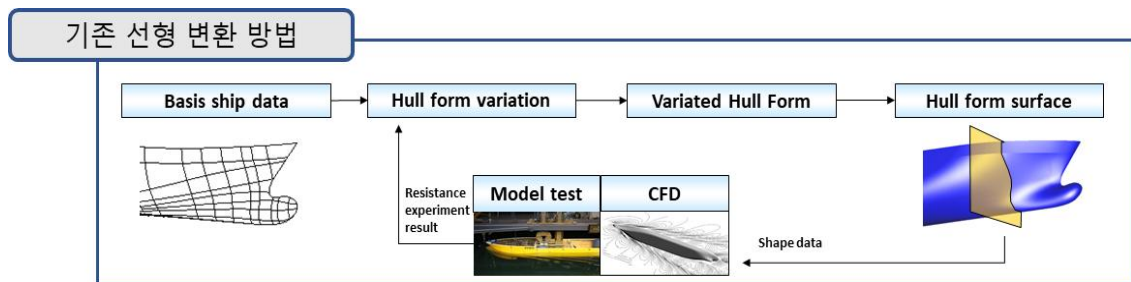 기존 선형 변환 방법
Basis ship data
Hull form variation
Variated Hull Form
Hull form surface
Resistance
experiment
result
Model test
CFD
Shape data